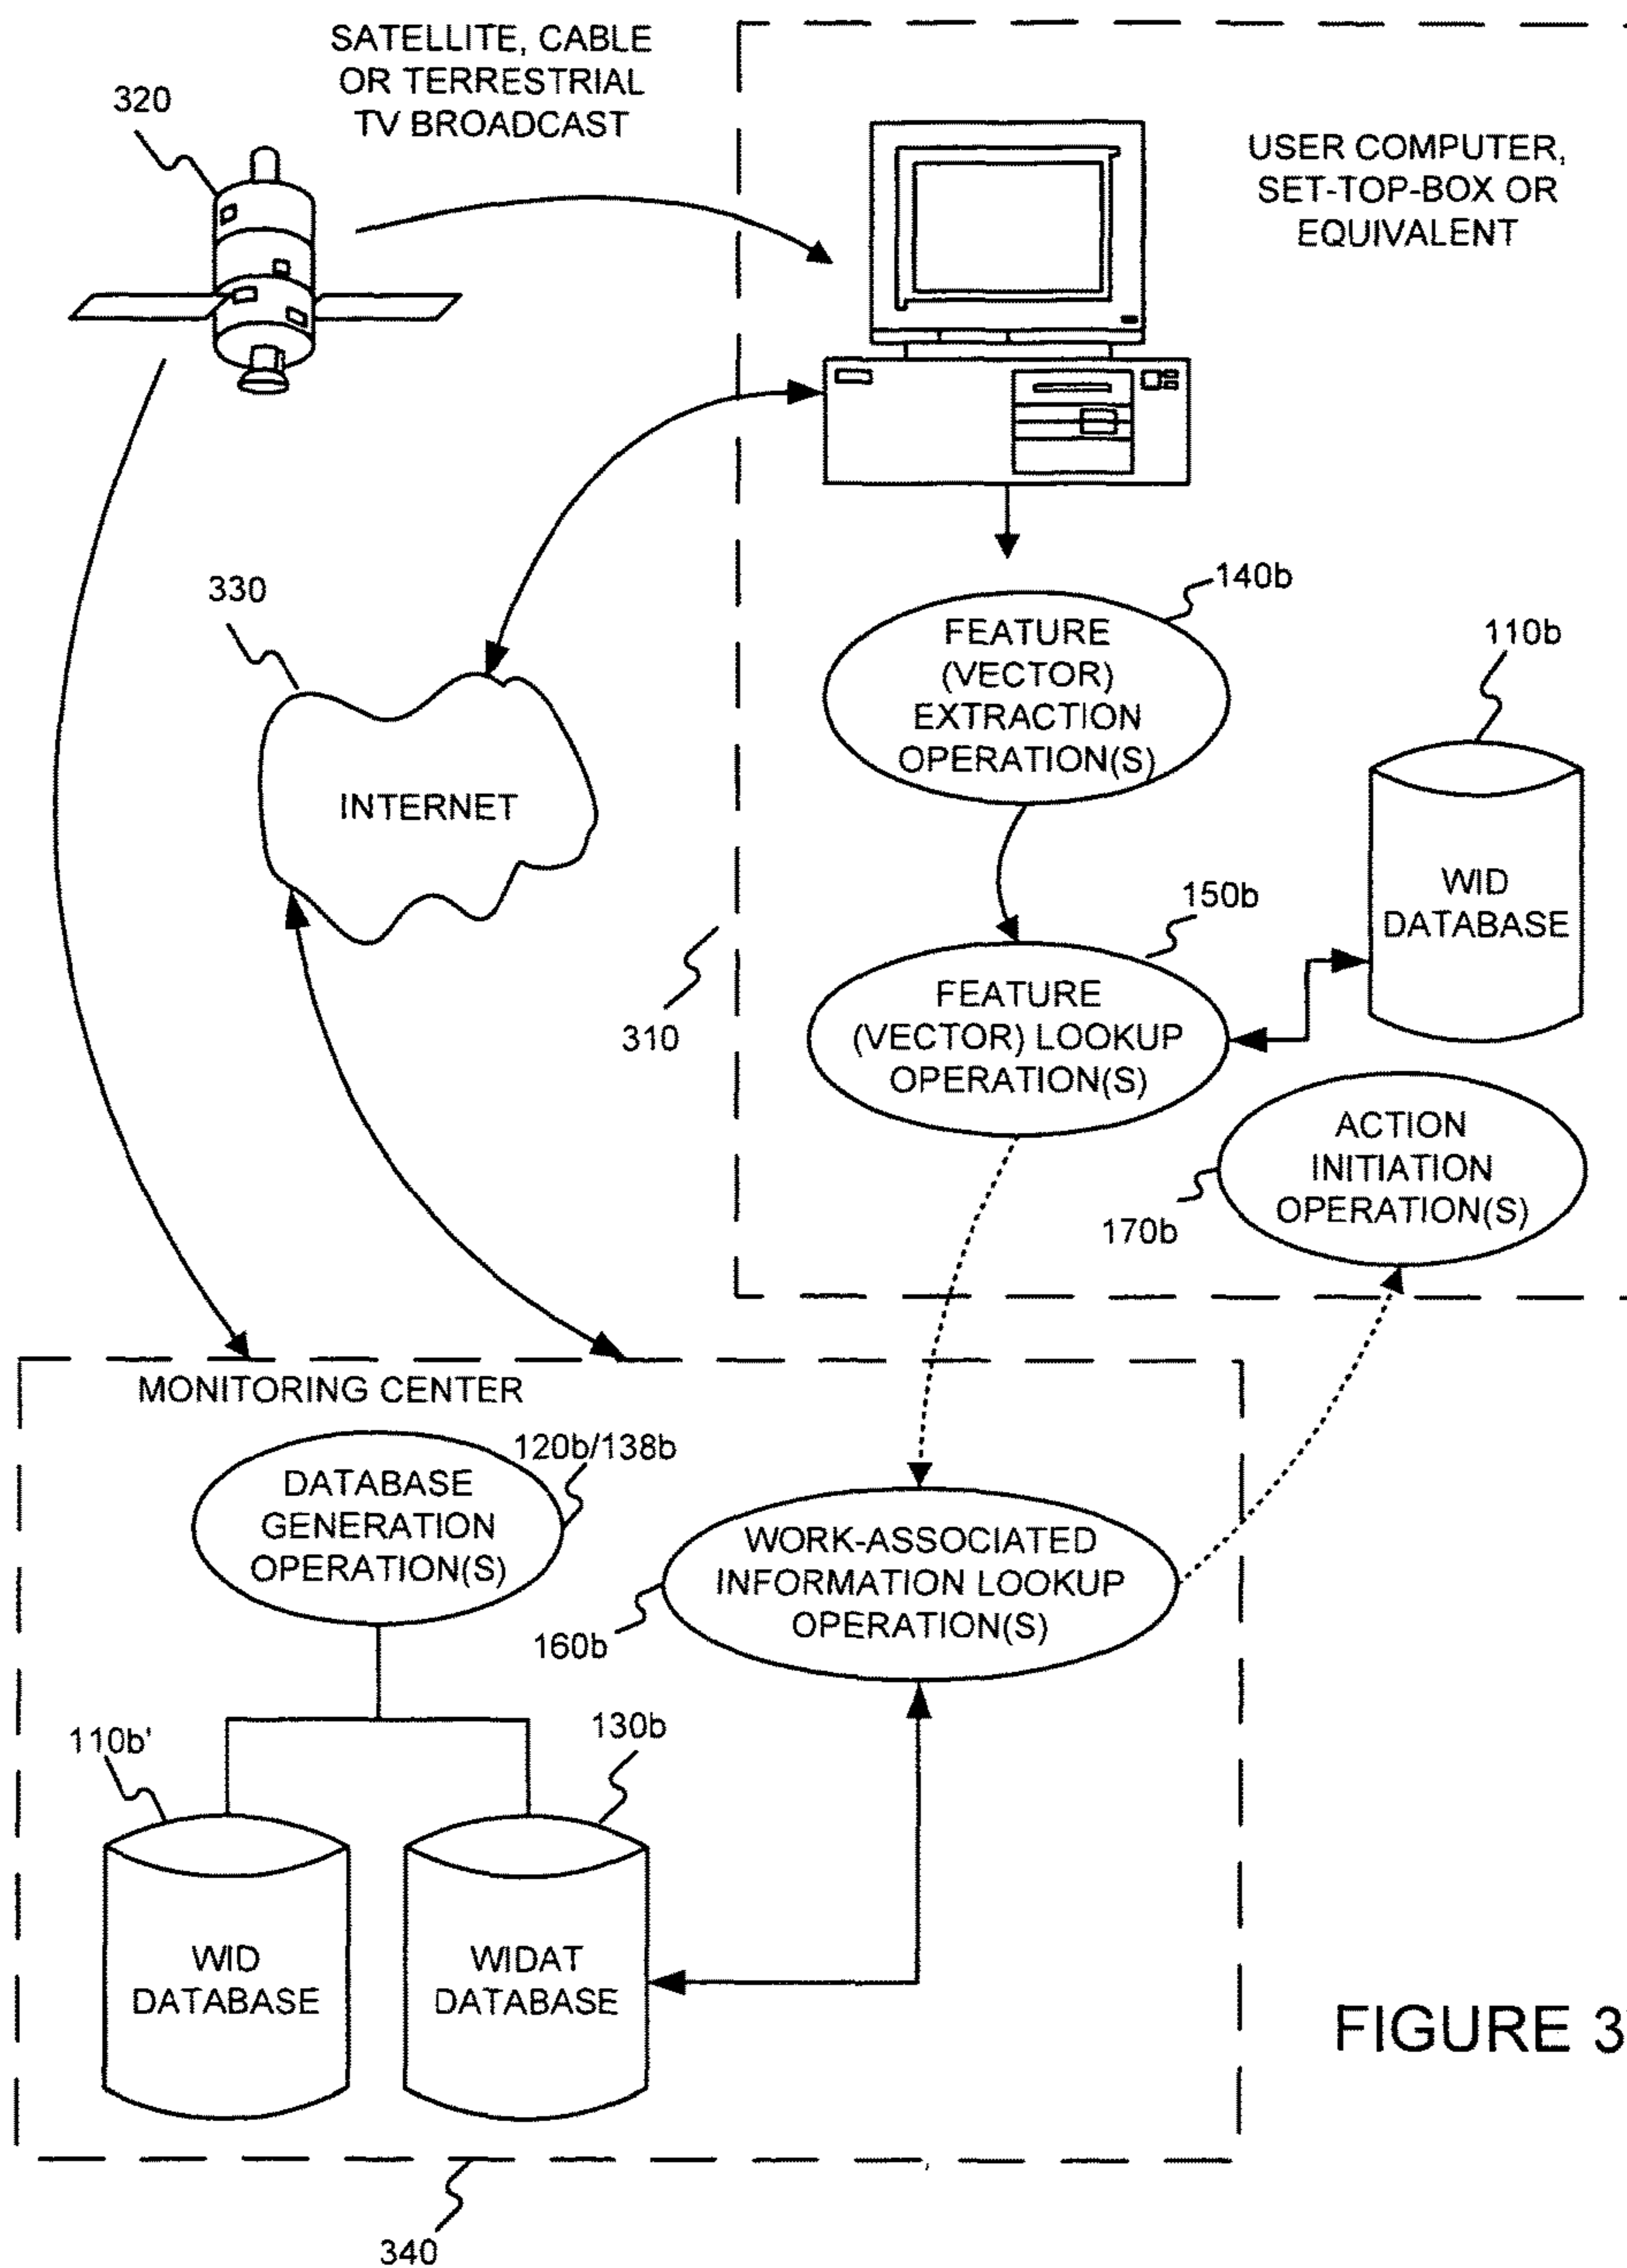 SATELLITE, CABLE
OR TERRESTRIAL
TV BROADCAST
320
USER COMPUTER,
SET-TOP-BOX OR
EQUIVALENT
330
INTERNET
140b
FEATURE
(VECTOR)
EXTRACTION
OPERATION(S)
110b
WID
DATABASE
150b
FEATURE
(VECTOR) LOOKUP
OPERATION(S)
310
ACTION
INITIATION
OPERATION(S)
170b
MONITORING CENTER
120b/138b
DATABASE
GENERATION
OPERATION(S)
WORK-ASSOCIATED
INFORMATION LOOKUP
OPERATION(S)
160b
110b'
130b
WID
DATABASE
WIDAT
DATABASE
FIGURE 3
340